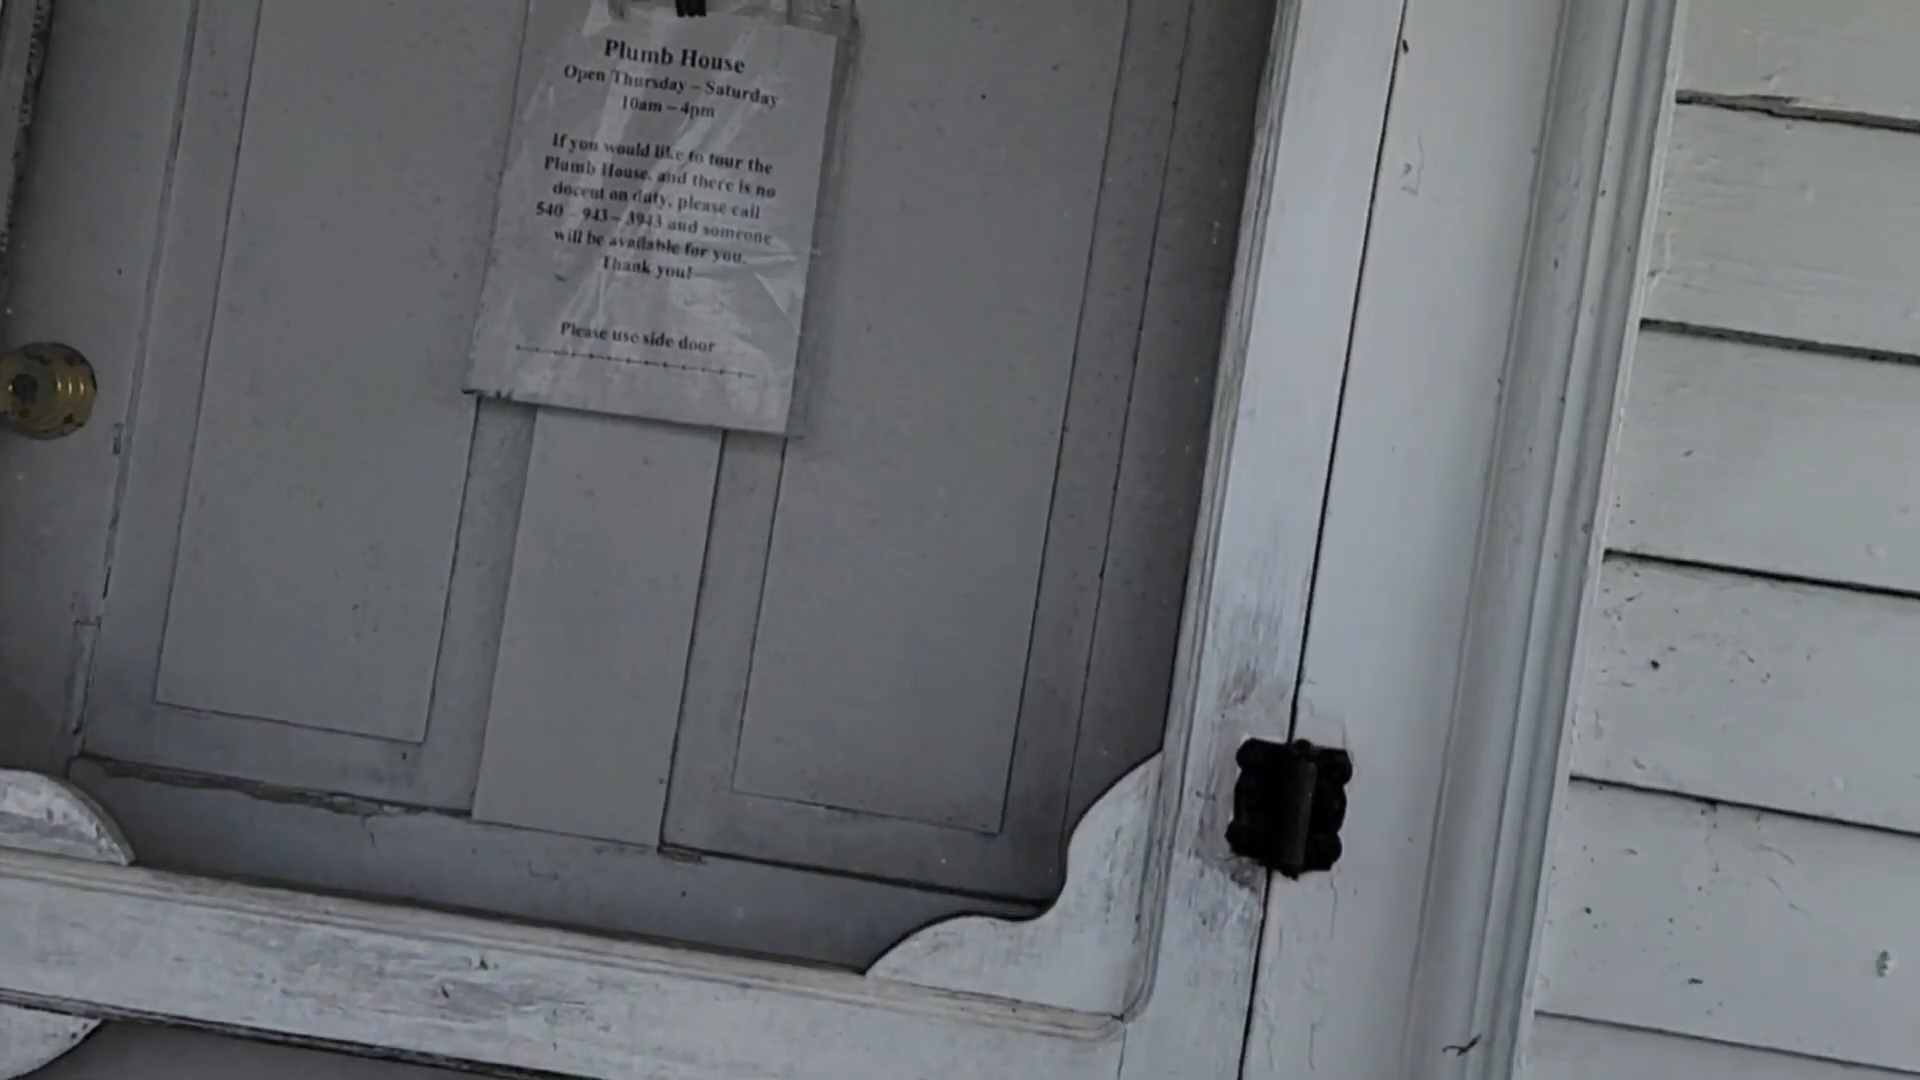 Plumb House
Open Thursday – Saturday
10am – 4pm
If you would like to tour the
Plumb House, and there is no
docent on duty, please call
540 – 943 – 3943 and someone
will be available for you.
Thank you!
Please use side door